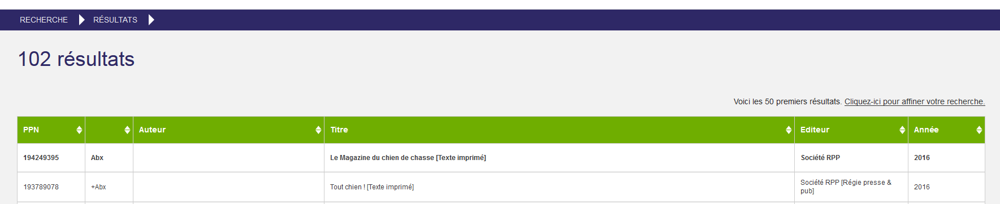 RECHERCHE RÉSULTATS
102 résultats
Voici les 50 premiers résultats. Cliquez-ici pour affiner votre recherche.
PPN Auteur Titre Editeur Année
194249395 Abx Le Magazine du chien de chasse [Texte imprimé] Société RPP 2016
193789078 +Abx Tout chien ! [Texte imprimé] Société RPP [Régie presse &
pub] 2016